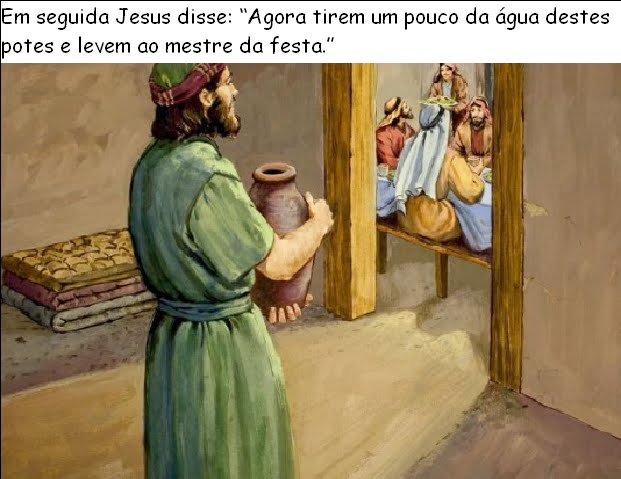 Em seguida Jesus disse: “Agora tirem um pouco da água destes
potes e levem ao mestre da festa.”